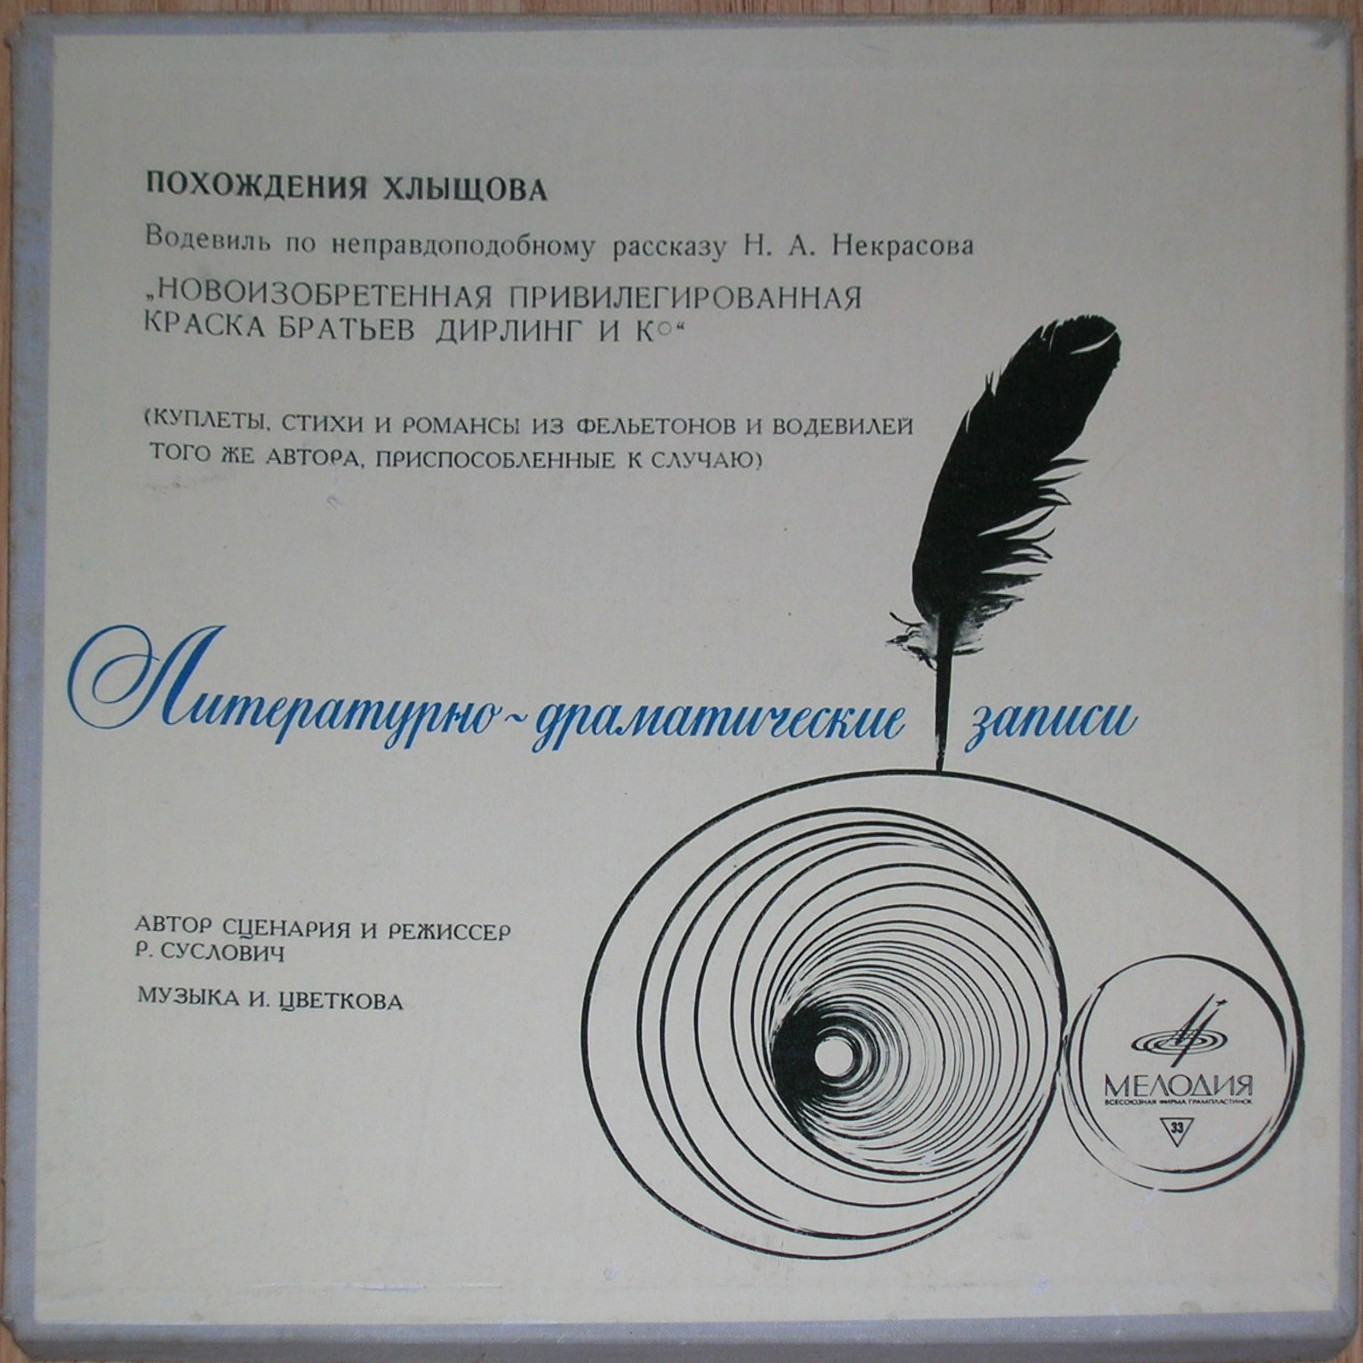 ПОХОЖДЕНИЯ ХЛЫЩОВА
Водевиль по неправдоподобному рассказу Н. А. Некрасова
„НОВОИЗОБРЕТЕННАЯ ПРИВИЛЕГИРОВАННАЯ
КРАСКА БРАТЬЕВ ДИРЛИНГ И К°“
(КУПЛЕТЫ, СТИХИ И РОМАНСЫ ИЗ ФЕЛЬЕТОНОВ И ВОДЕВИЛЕЙ
ТОГО ЖЕ АВТОРА, ПРИСПОСОБЛЕННЫЕ К СЛУЧАЮ)
Литературно~драматические записи
АВТОР СЦЕНАРИЯ И РЕЖИССЕР
Р. СУСЛОВИЧ
МУЗЫКА И. ЦВЕТКОВА
МЕЛОДИЯ
ВСЕСОЮЗНАЯ ФИРМА ГРАМПЛАСТИНОК
33